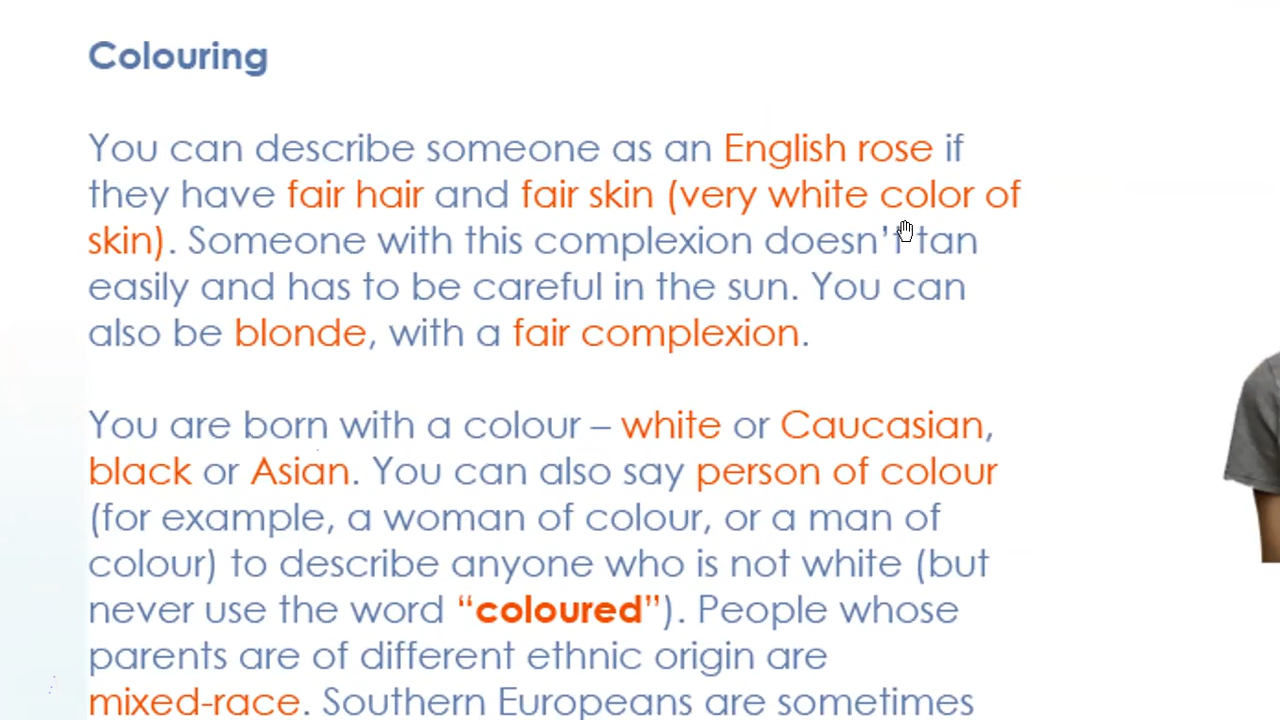 Colouring
You can describe someone as an English rose if
they have fair hair and fair skin (very white color of
skin). Someone with this complexion doesn't tan
easily and has to be careful in the sun. You can
also be blonde, with a fair complexion.
You are born with a colour – white or Caucasian,
black or Asian. You can also say person of colour
(for example, a woman of colour, or a man of
colour) to describe anyone who is not white (but
never use the word “coloured”). People whose
parents are of different ethnic origin are
mixed-race. Southern Europeans are sometimes